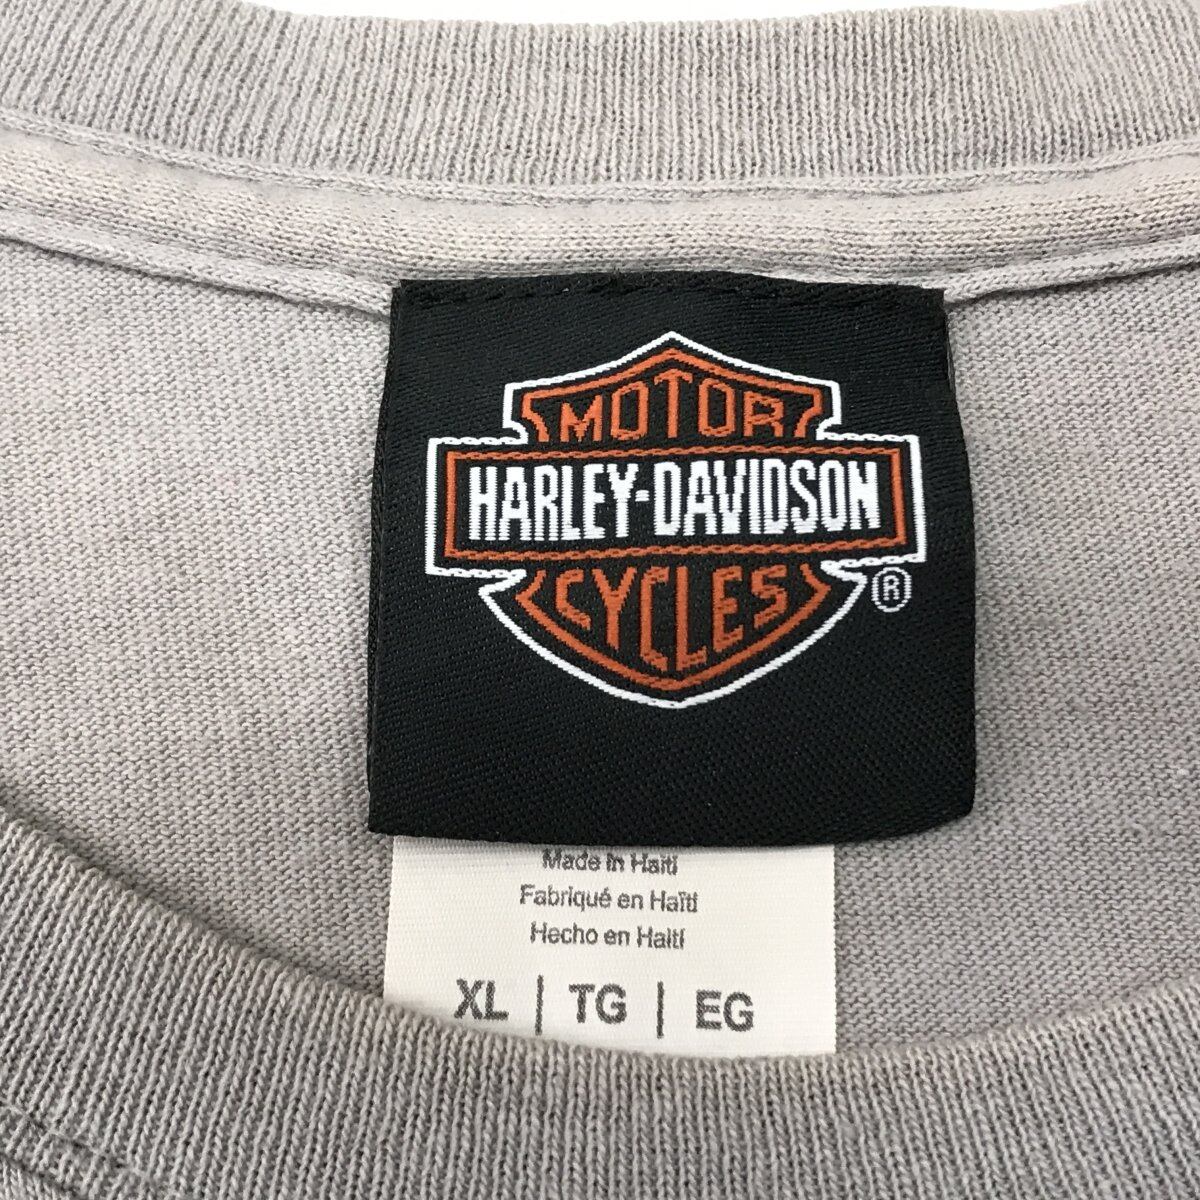 MOTOR
HARLEY-DAVIDSON
CYCLES
®
Made in Haiti
Fabriqué en Haïti
Hecho en Haití
XL | TG | EG